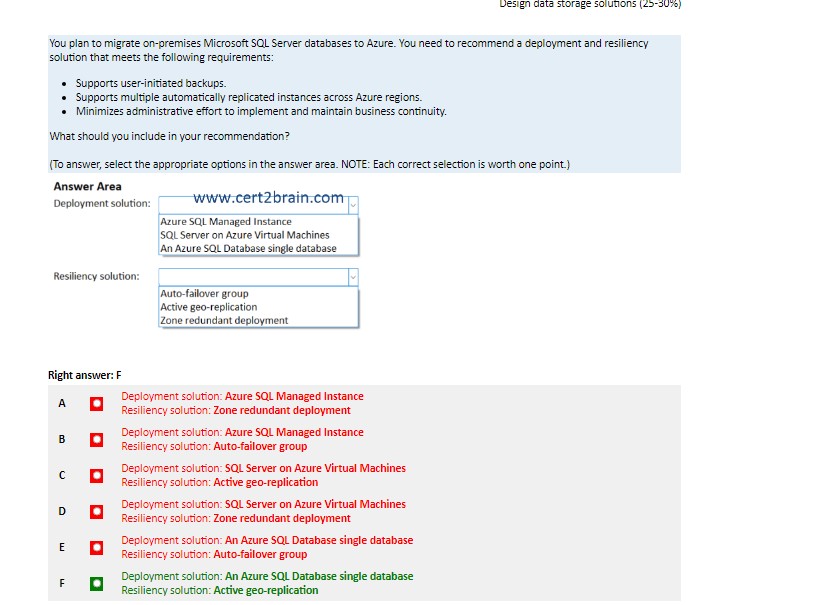 Design data storage solutions (25-30%)
You plan to migrate on-premises Microsoft SQL Server databases to Azure. You need to recommend a deployment and resiliency
solution that meets the following requirements:
• Supports user-initiated backups.
• Supports multiple automatically replicated instances across Azure regions.
• Minimizes administrative effort to implement and maintain business continuity.
What should you include in your recommendation?
(To answer, select the appropriate options in the answer area. NOTE: Each correct selection is worth one point.)
Answer Area
www.cert2brain.com
Deployment solution:
Azure SQL Managed Instance
SQL Server on Azure Virtual Machines
An Azure SQL Database single database
Resiliency solution:
Auto-failover group
Active geo-replication
Zone redundant deployment
Right answer: F
A
Deployment solution: Azure SQL Managed Instance
Resiliency solution: Zone redundant deployment
B
Deployment solution: Azure SQL Managed Instance
Resiliency solution: Auto-failover group
C
Deployment solution: SQL Server on Azure Virtual Machines
Resiliency solution: Active geo-replication
D
Deployment solution: SQL Server on Azure Virtual Machines
Resiliency solution: Zone redundant deployment
E
Deployment solution: An Azure SQL Database single database
Resiliency solution: Auto-failover group
F
Deployment solution: An Azure SQL Database single database
Resiliency solution: Active geo-replication